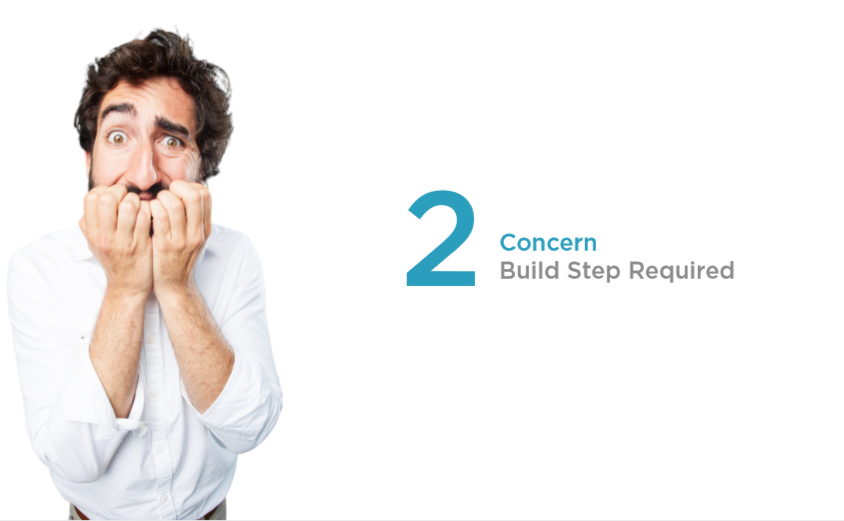 2
Concern
Build Step Required